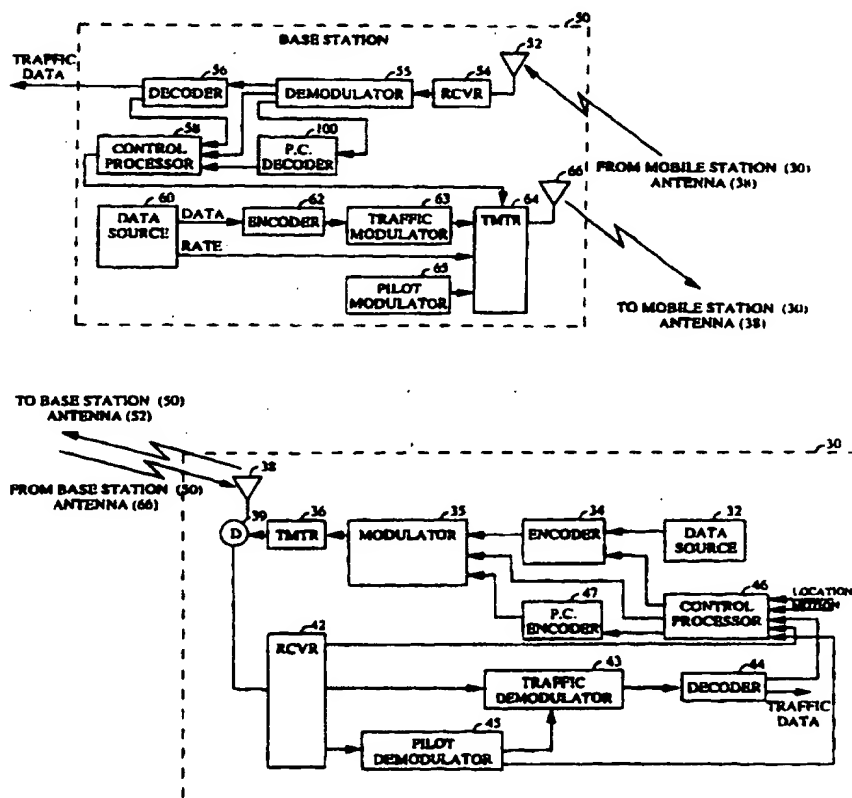 50
BASE STATION
52
TRAFFIC
DATA
56
DECODER
55
DEMODULATOR
54
RCVR
58
CONTROL
PROCESSOR
100
P.C.
DECODER
FROM MOBILE STATION (30)
ANTENNA (38)
60
DATA
SOURCE
DATA
RATE
62
ENCODER
63
TRAFFIC
MODULATOR
64
TMTR
66
65
PILOT
MODULATOR
TO MOBILE STATION (30)
ANTENNA (38)
TO BASE STATION (50)
ANTENNA (52)
30
FROM BASE STATION (50)
ANTENNA (66)
38
39
D
36
TMTR
35
MODULATOR
34
ENCODER
32
DATA
SOURCE
47
P.C.
ENCODER
46
CONTROL
PROCESSOR
LOCATION
MOTION
42
RCVR
43
TRAFFIC
DEMODULATOR
44
DECODER
TRAFFIC
DATA
45
PILOT
DEMODULATOR